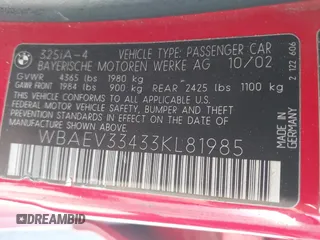 325iA-4 VEHICLE TYPE: PASSENGER CAR
BAYERISCHE MOTOREN WERKE AG 10/02
GVWR 4365 lbs 1980 kg
GAWR FRONT 1984 lbs 900 kg REAR 2425 lbs 1100 kg
THIS VEHICLE CONFORMS TO ALL APPLICABLE
FEDERAL MOTOR VEHICLE SAFETY, BUMPER AND THEFT
PREVENTION STANDARDS IN EFFECT ON THE DATE OF
MANUFACTURE SHOWN ABOVE.
WBAEV33433KL81985
MADE IN
GERMANY
2 122 606
DREAMBID